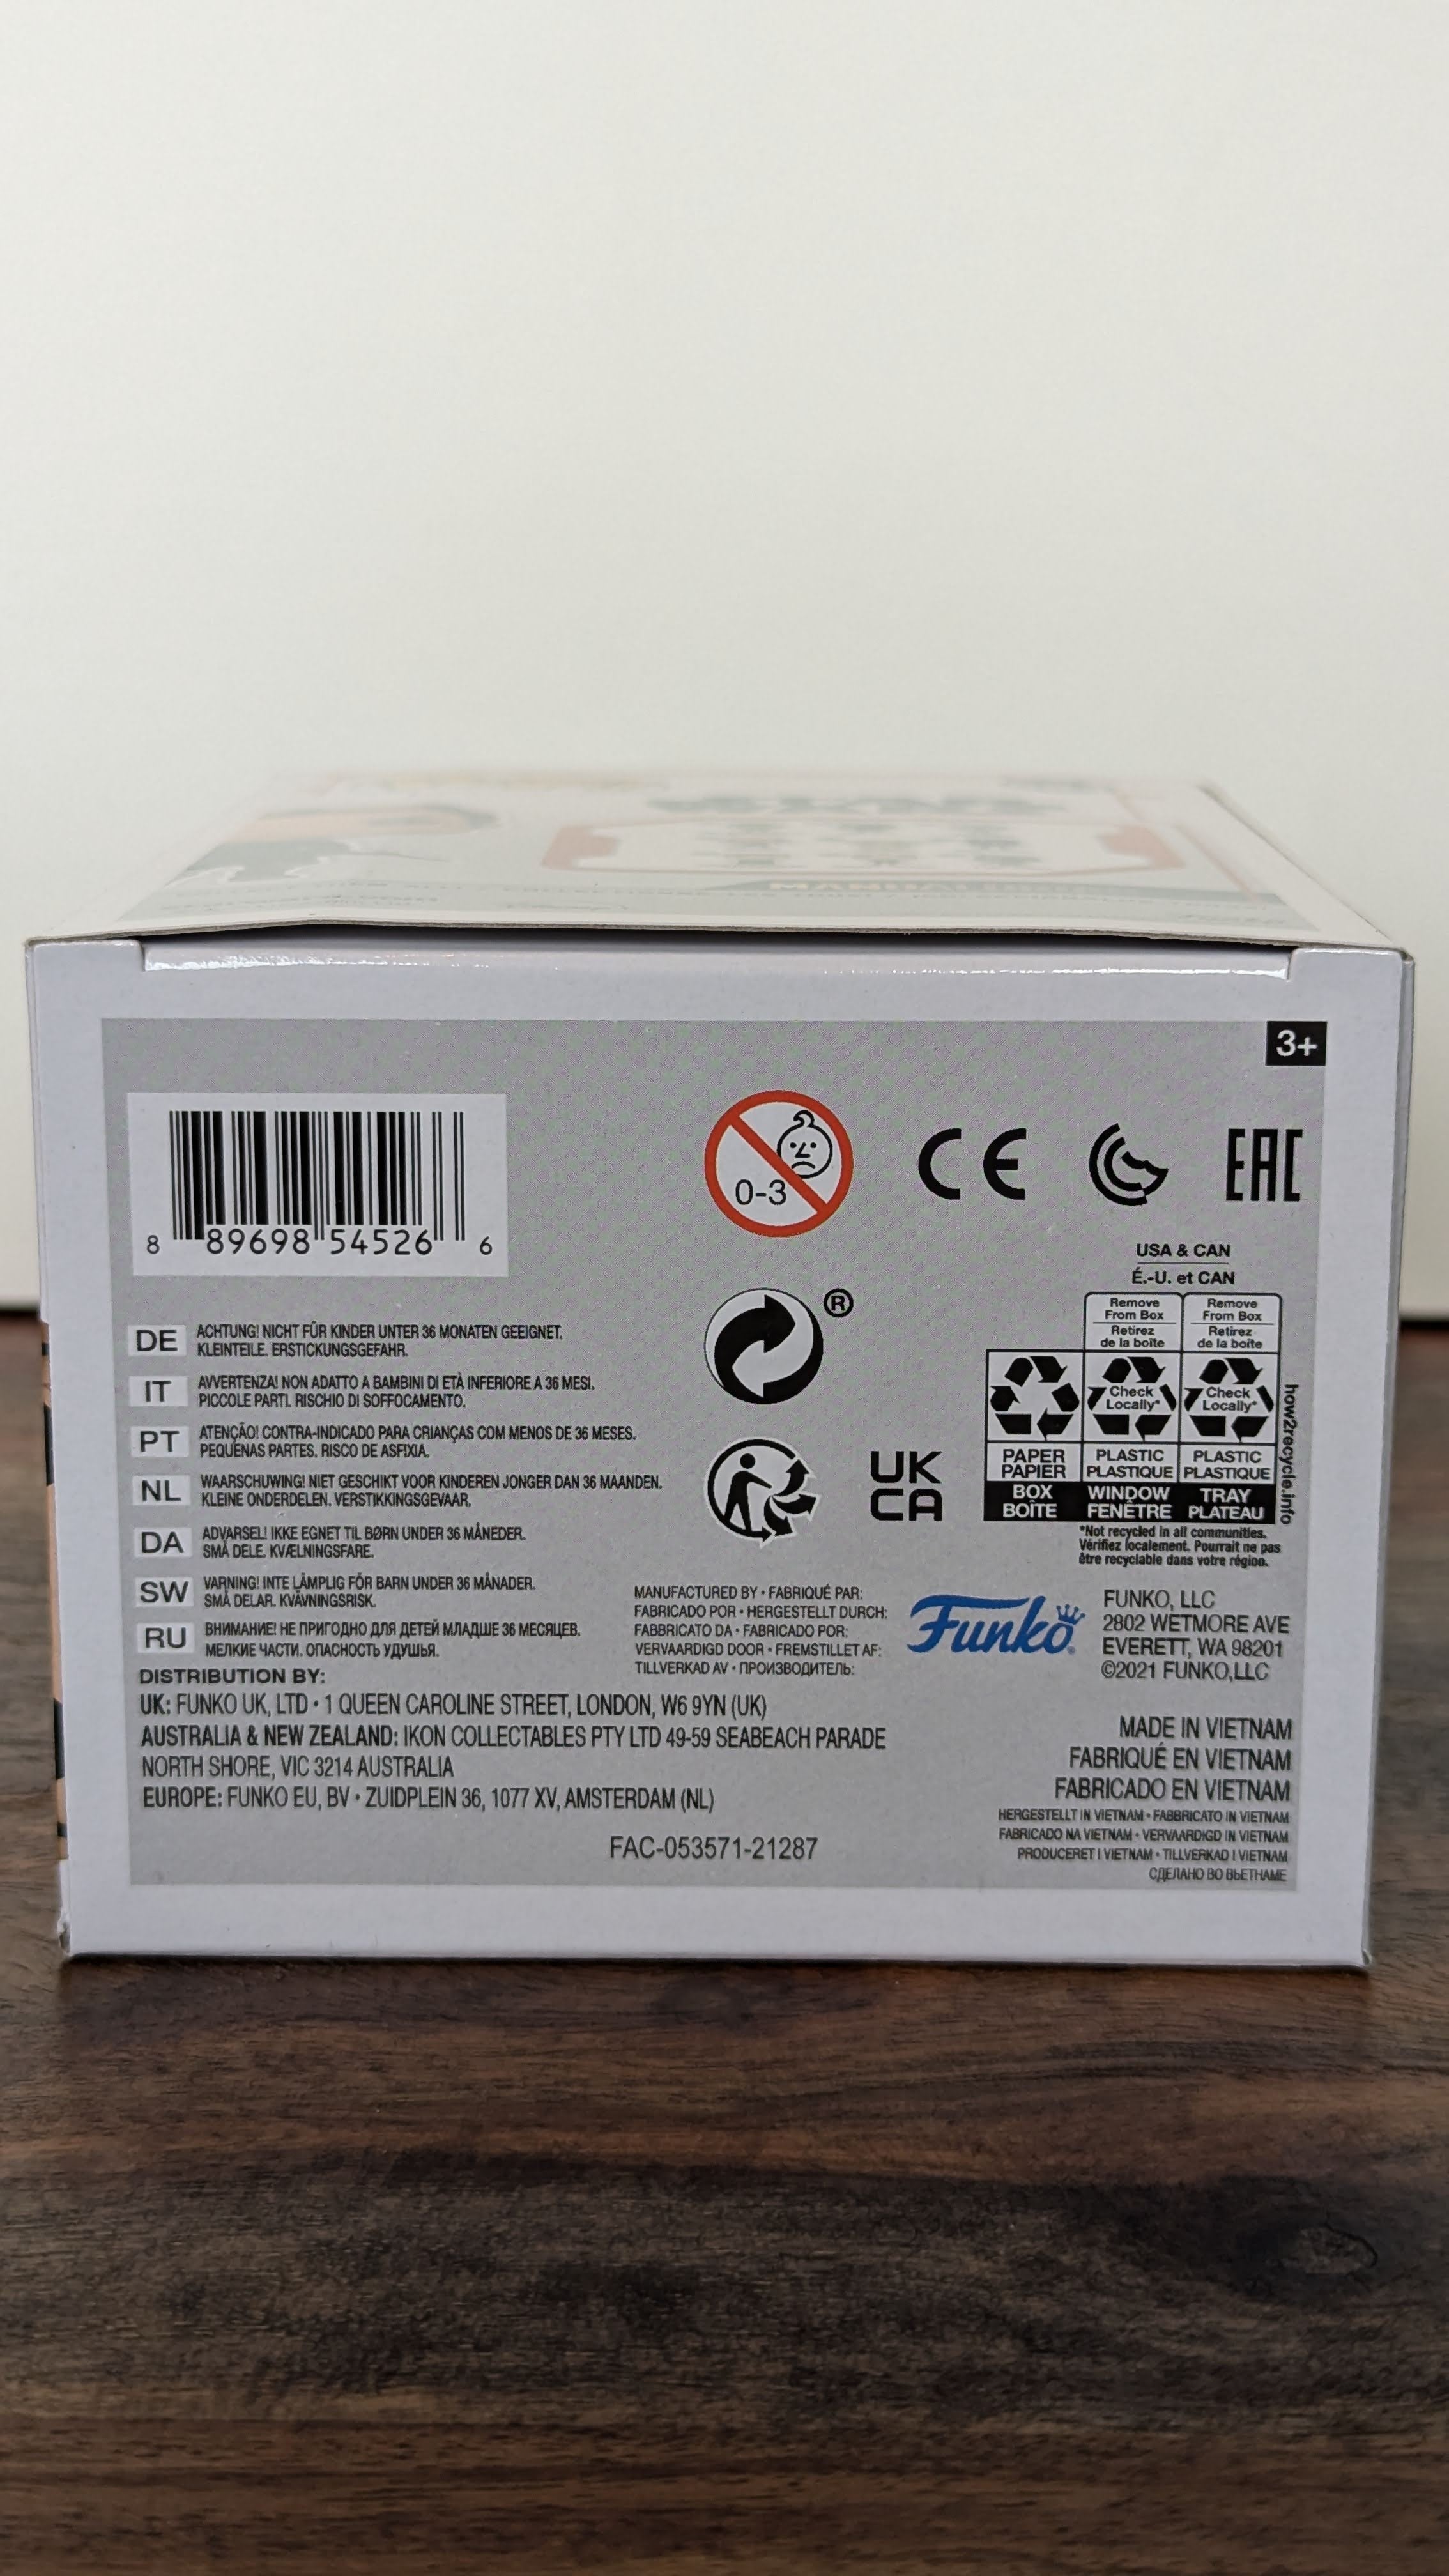 3+
8 89698 54526 6
0-3
CE
EAC
USA & CAN
É.-U. et CAN
Remove From Box
Retirez de la boîte
Remove From Box
Retirez de la boîte
Check Locally*
Check Locally*
PAPER PAPIER
PLASTIC PLASTIQUE
PLASTIC PLASTIQUE
BOX BOÎTE
WINDOW FENÊTRE
TRAY PLATEAU
how2recycle.info
*Not recycled in all communities.
Vérifiez localement. Pourrait ne pas
être recyclable dans votre région.
®
UK
CA
DE ACHTUNG! NICHT FÜR KINDER UNTER 36 MONATEN GEEIGNET.
KLEINTEILE. ERSTICKUNGSGEFAHR.
IT AVVERTENZA! NON ADATTO A BAMBINI DI ETÀ INFERIORE A 36 MESI.
PICCOLE PARTI. RISCHIO DI SOFFOCAMENTO.
PT ATENÇÃO! CONTRA-INDICADO PARA CRIANÇAS COM MENOS DE 36 MESES.
PEQUENAS PARTES. RISCO DE ASFIXIA.
NL WAARSCHUWING! NIET GESCHIKT VOOR KINDEREN JONGER DAN 36 MAANDEN.
KLEINE ONDERDELEN. VERSTIKKINGSGEVAAR.
DA ADVARSEL! IKKE EGNET TIL BØRN UNDER 36 MÅNEDER.
SMÅ DELE. KVÆLNINGSFARE.
SW VARNING! INTE LÄMPLIG FÖR BARN UNDER 36 MÅNADER.
SMÅ DELAR. KVÄVNINGSRISK.
RU ВНИМАНИЕ! НЕ ПРИГОДНО ДЛЯ ДЕТЕЙ МЛАДШЕ 36 МЕСЯЦЕВ.
МЕЛКИЕ ЧАСТИ. ОПАСНОСТЬ УДУШЬЯ.
MANUFACTURED BY • FABRIQUÉ PAR:
FABRICADO POR • HERGESTELLT DURCH:
FABBRICATO DA • FABRICADO POR:
VERVAARDIGD DOOR • FREMSTILLET AF:
TILLVERKAD AV • ПРОИЗВОДИТЕЛЬ:
Funko
FUNKO, LLC
2802 WETMORE AVE
EVERETT, WA 98201
©2021 FUNKO,LLC
DISTRIBUTION BY:
UK: FUNKO UK, LTD • 1 QUEEN CAROLINE STREET, LONDON, W6 9YN (UK)
AUSTRALIA & NEW ZEALAND: IKON COLLECTABLES PTY LTD 49-59 SEABEACH PARADE
NORTH SHORE, VIC 3214 AUSTRALIA
EUROPE: FUNKO EU, BV • ZUIDPLEIN 36, 1077 XV, AMSTERDAM (NL)
FAC-053571-21287
MADE IN VIETNAM
FABRIQUÉ EN VIETNAM
FABRICADO EN VIETNAM
HERGESTELLT IN VIETNAM • FABBRICATO IN VIETNAM
FABRICADO NA VIETNAM • VERVAARDIGD IN VIETNAM
PRODUCERET I VIETNAM • TILLVERKAD I VIETNAM
СДЕЛАНО ВО ВЬЕТНАМЕ